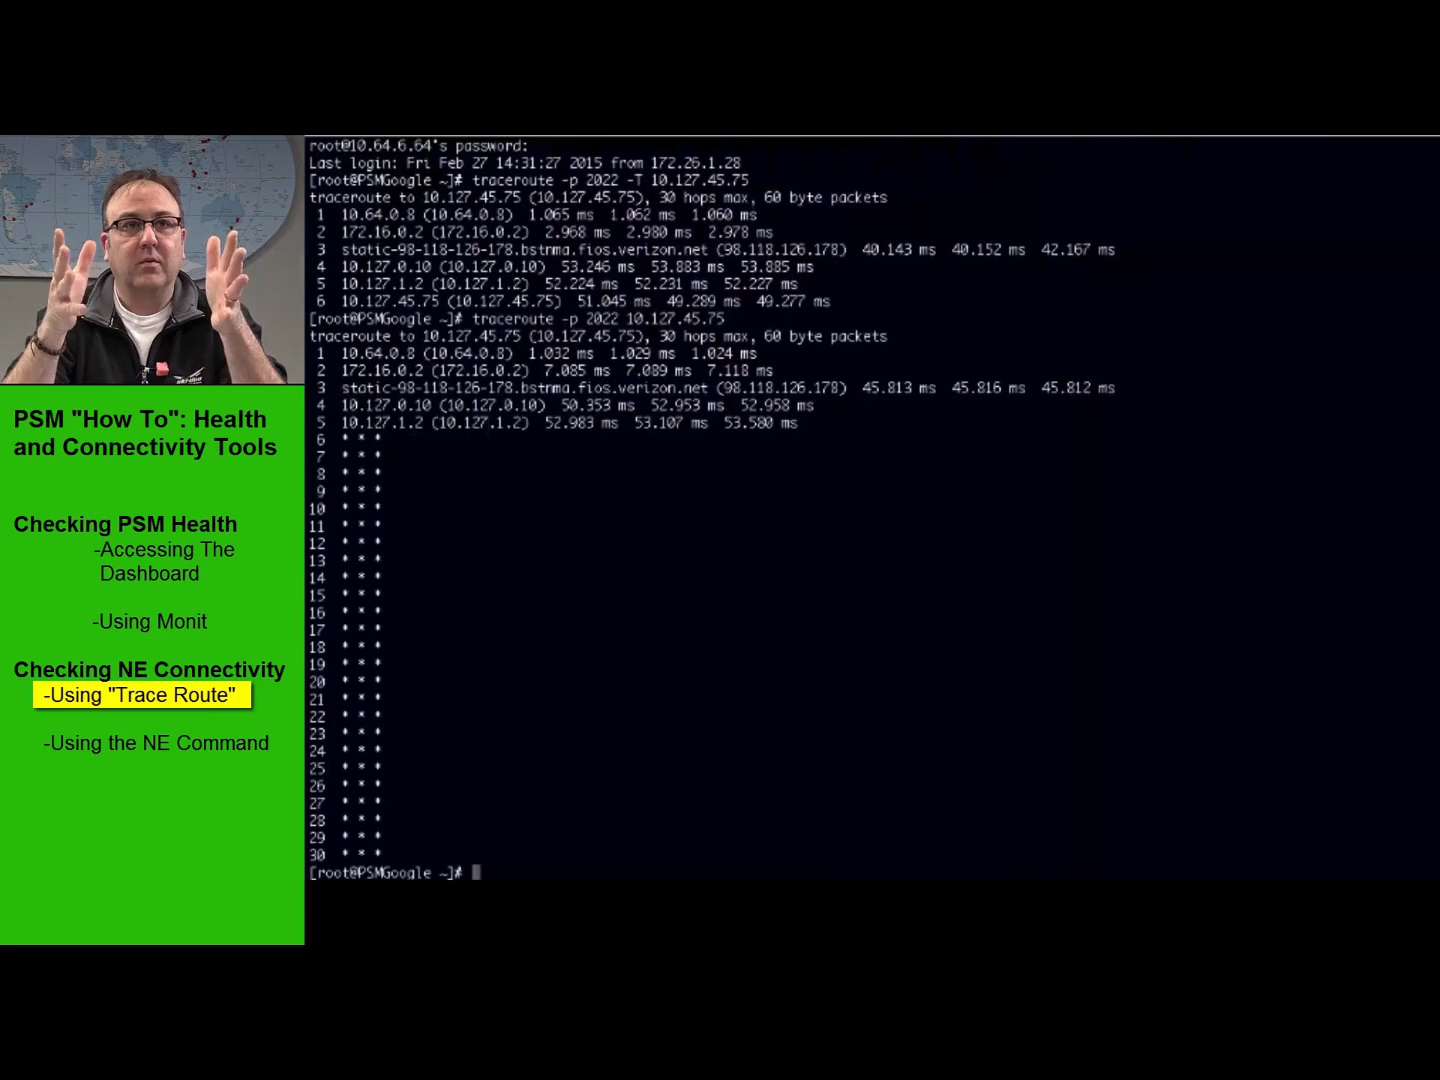 PSM "How To": Health
and Connectivity Tools
Checking PSM Health
-Accessing The
Dashboard
-Using Monit
Checking NE Connectivity
-Using "Trace Route"
-Using the NE Command
root@10.64.6.64's password:
Last login: Fri Feb 27 14:31:27 2015 from 172.26.1.28
[root@PSMGoogle ~]# traceroute -p 2022 -T 10.127.45.75
traceroute to 10.127.45.75 (10.127.45.75), 30 hops max, 60 byte packets
1 10.64.0.8 (10.64.0.8) 1.065 ms 1.062 ms 1.060 ms
2 172.16.0.2 (172.16.0.2) 2.968 ms 2.980 ms 2.978 ms
3 static-98-118-126-178.bstrma.fios.verizon.net (98.118.126.178) 40.143 ms 40.152 ms 42.167 ms
4 10.127.0.10 (10.127.0.10) 53.246 ms 53.883 ms 53.885 ms
5 10.127.1.2 (10.127.1.2) 52.224 ms 52.231 ms 52.227 ms
6 10.127.45.75 (10.127.45.75) 51.045 ms 49.289 ms 49.277 ms
[root@PSMGoogle ~]# traceroute -p 2022 10.127.45.75
traceroute to 10.127.45.75 (10.127.45.75), 30 hops max, 60 byte packets
1 10.64.0.8 (10.64.0.8) 1.032 ms 1.029 ms 1.024 ms
2 172.16.0.2 (172.16.0.2) 7.085 ms 7.089 ms 7.118 ms
3 static-98-118-126-178.bstrma.fios.verizon.net (98.118.126.178) 45.813 ms 45.816 ms 45.812 ms
4 10.127.0.10 (10.127.0.10) 50.353 ms 52.953 ms 52.958 ms
5 10.127.1.2 (10.127.1.2) 52.983 ms 53.107 ms 53.580 ms
6 * * *
7 * * *
8 * * *
9 * * *
10 * * *
11 * * *
12 * * *
13 * * *
14 * * *
15 * * *
16 * * *
17 * * *
18 * * *
19 * * *
20 * * *
21 * * *
22 * * *
23 * * *
24 * * *
25 * * *
26 * * *
27 * * *
28 * * *
29 * * *
30 * * *
[root@PSMGoogle ~]#